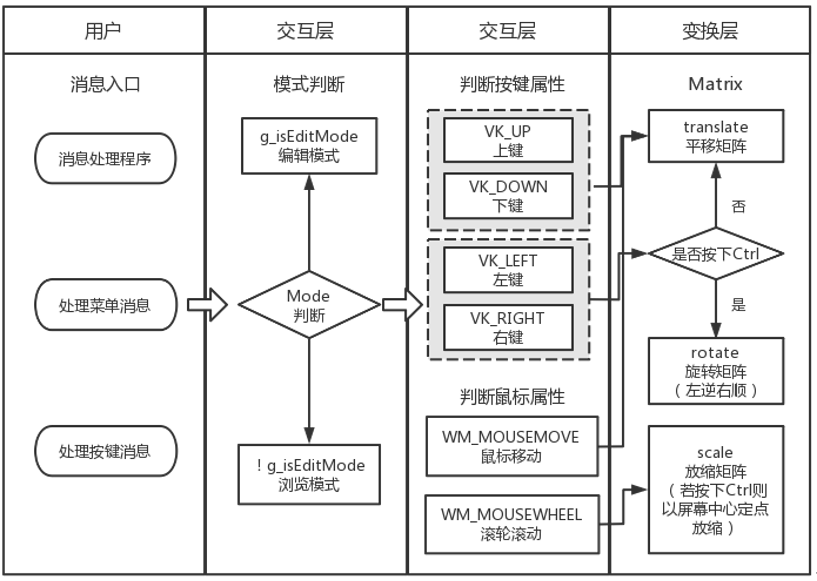 用户
交互层
交互层
变换层
消息入口
模式判断
判断按键属性
Matrix
消息处理程序
处理菜单消息
处理按键消息
g_isEditMode
编辑模式
Mode
判断
！g_isEditMode
浏览模式
VK_UP
上键
VK_DOWN
下键
VK_LEFT
左键
VK_RIGHT
右键
判断鼠标属性
WM_MOUSEMOVE
鼠标移动
WM_MOUSEWHEEL
滚轮滚动
translate
平移矩阵
否
是否按下Ctrl
是
rotate
旋转矩阵
（左逆右顺）
scale
放缩矩阵
（若按下Ctrl则
以屏幕中心定点
放缩）